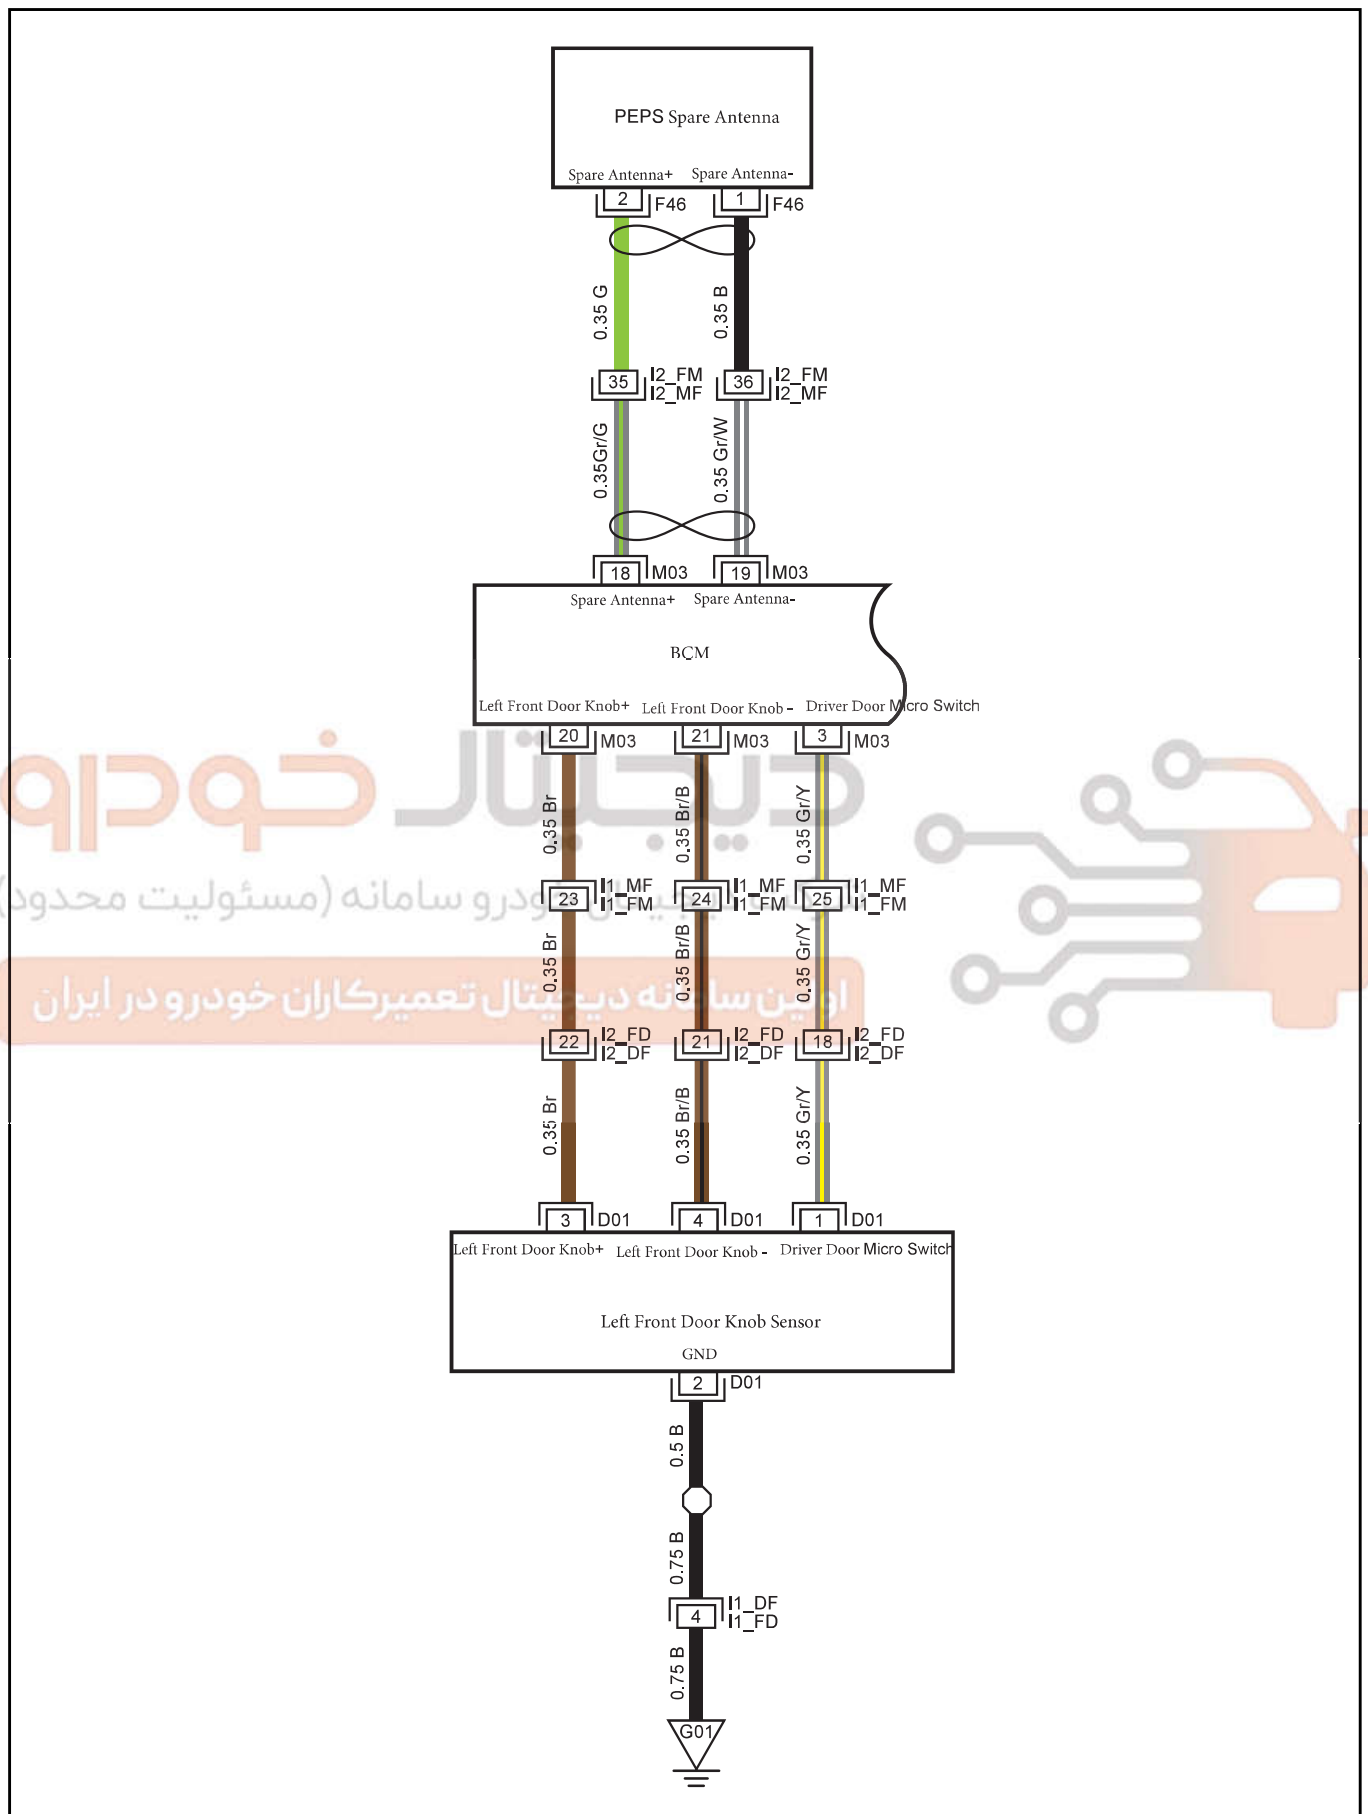 PEPS Spare Antenna
Spare Antenna+ Spare Antenna-
2 F46 1 F46
0.35 G 0.35 B
35 I2_FM 36 I2_FM
I2_MF I2_MF
0.35Gr/G 0.35 Gr/W
18 M03 19 M03
Spare Antenna+ Spare Antenna-
BCM
Left Front Door Knob+ Left Front Door Knob - Driver Door Micro Switch
20 M03 21 M03 3 M03
دیجیتال خودرو
0.35 Br 0.35 Br/B 0.35 Gr/Y
23 I1_MF 24 I1_MF 25 I1_MF
I1_FM I1_FM I1_FM
شرکت دیجیتال خودرو سامانه (مسئولیت محدود)
0.35 Br 0.35 Br/B 0.35 Gr/Y
اولین سامانه دیجیتال تعمیرکاران خودرو در ایران
22 I2_FD 21 I2_FD 18 I2_FD
I2_DF I2_DF I2_DF
0.35 Br 0.35 Br/B 0.35 Gr/Y
3 D01 4 D01 1 D01
Left Front Door Knob+ Left Front Door Knob - Driver Door Micro Switch
Left Front Door Knob Sensor
GND
2 D01
0.5 B
0.75 B
4 I1_DF
I1_FD
0.75 B
G01